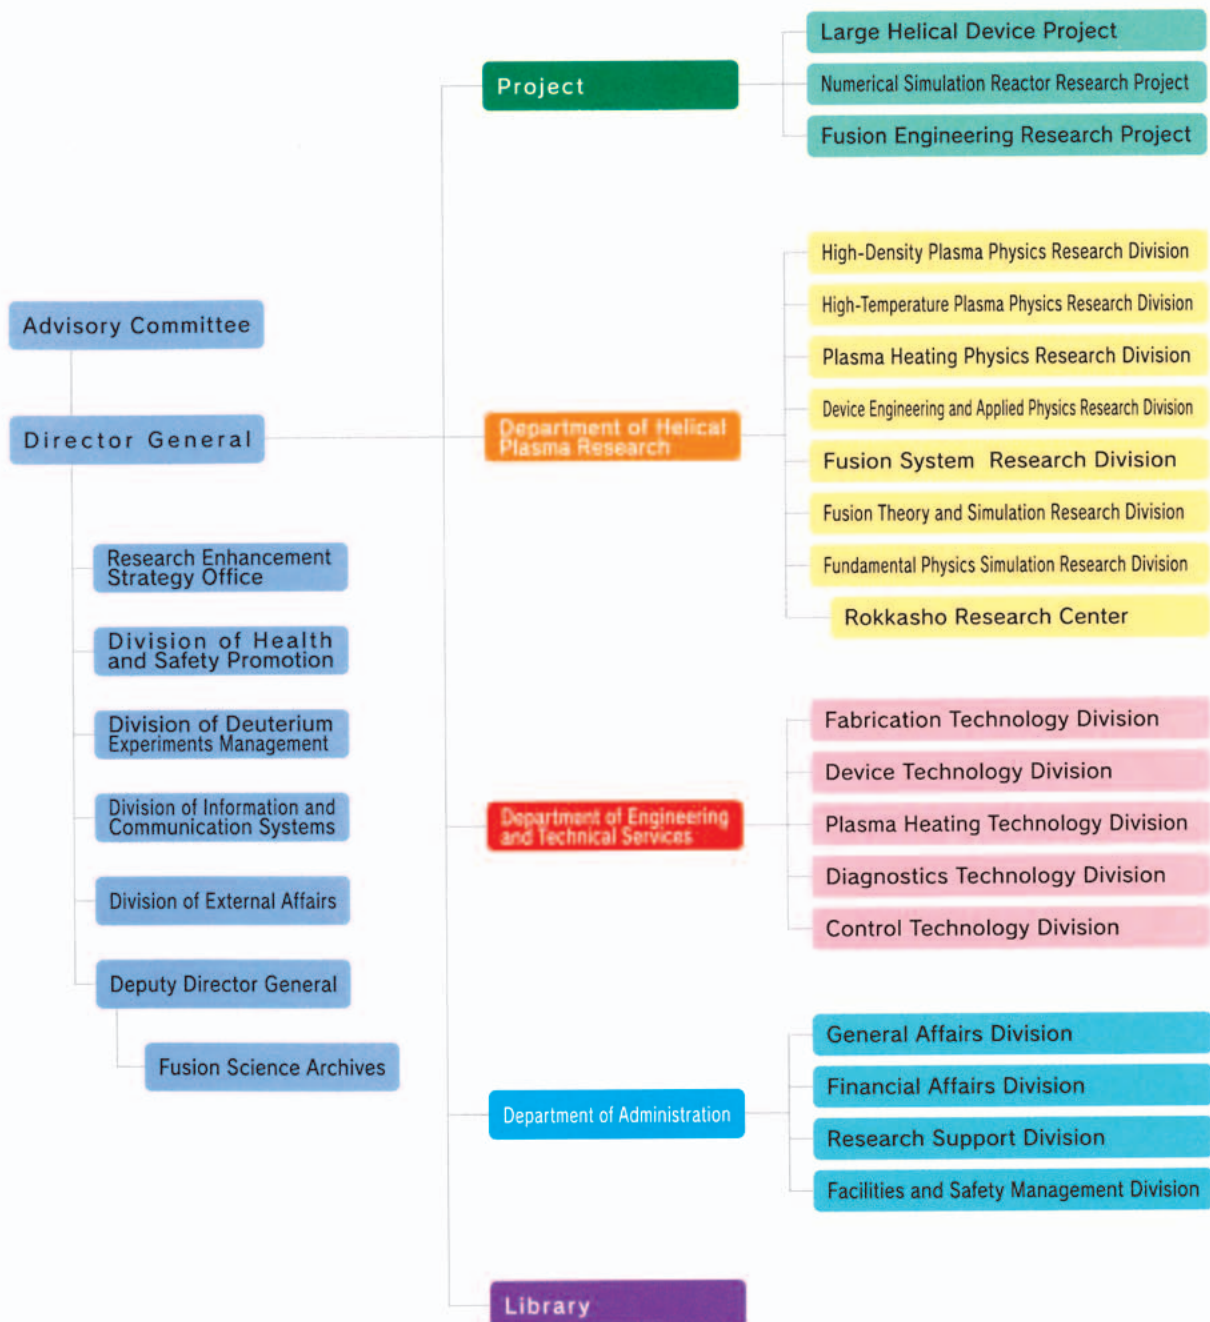 Advisory Committee
Director General
Research Enhancement
Strategy Office
Division of Health
and Safety Promotion
Division of Deuterium
Experiments Management
Division of Information and
Communication Systems
Division of External Affairs
Deputy Director General
Fusion Science Archives
Project
Large Helical Device Project
Numerical Simulation Reactor Research Project
Fusion Engineering Research Project
Department of Helical
Plasma Research
High-Density Plasma Physics Research Division
High-Temperature Plasma Physics Research Division
Plasma Heating Physics Research Division
Device Engineering and Applied Physics Research Division
Fusion System Research Division
Fusion Theory and Simulation Research Division
Fundamental Physics Simulation Research Division
Rokkasho Research Center
Department of Engineering
and Technical Services
Fabrication Technology Division
Device Technology Division
Plasma Heating Technology Division
Diagnostics Technology Division
Control Technology Division
Department of Administration
General Affairs Division
Financial Affairs Division
Research Support Division
Facilities and Safety Management Division
Library